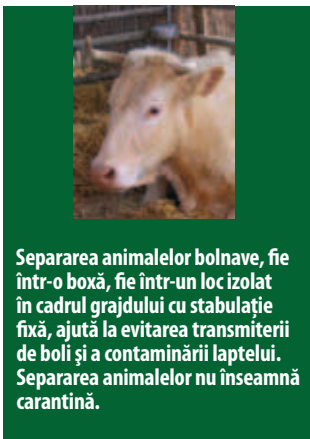 Separarea animalelor bolnave, fie
într-o boxă, fie într-un loc izolat
în cadrul grajdului cu stabulație
fixă, ajută la evitarea transmiterii
de boli şi a contaminării laptelui.
Separarea animalelor nu înseamnă
carantină.